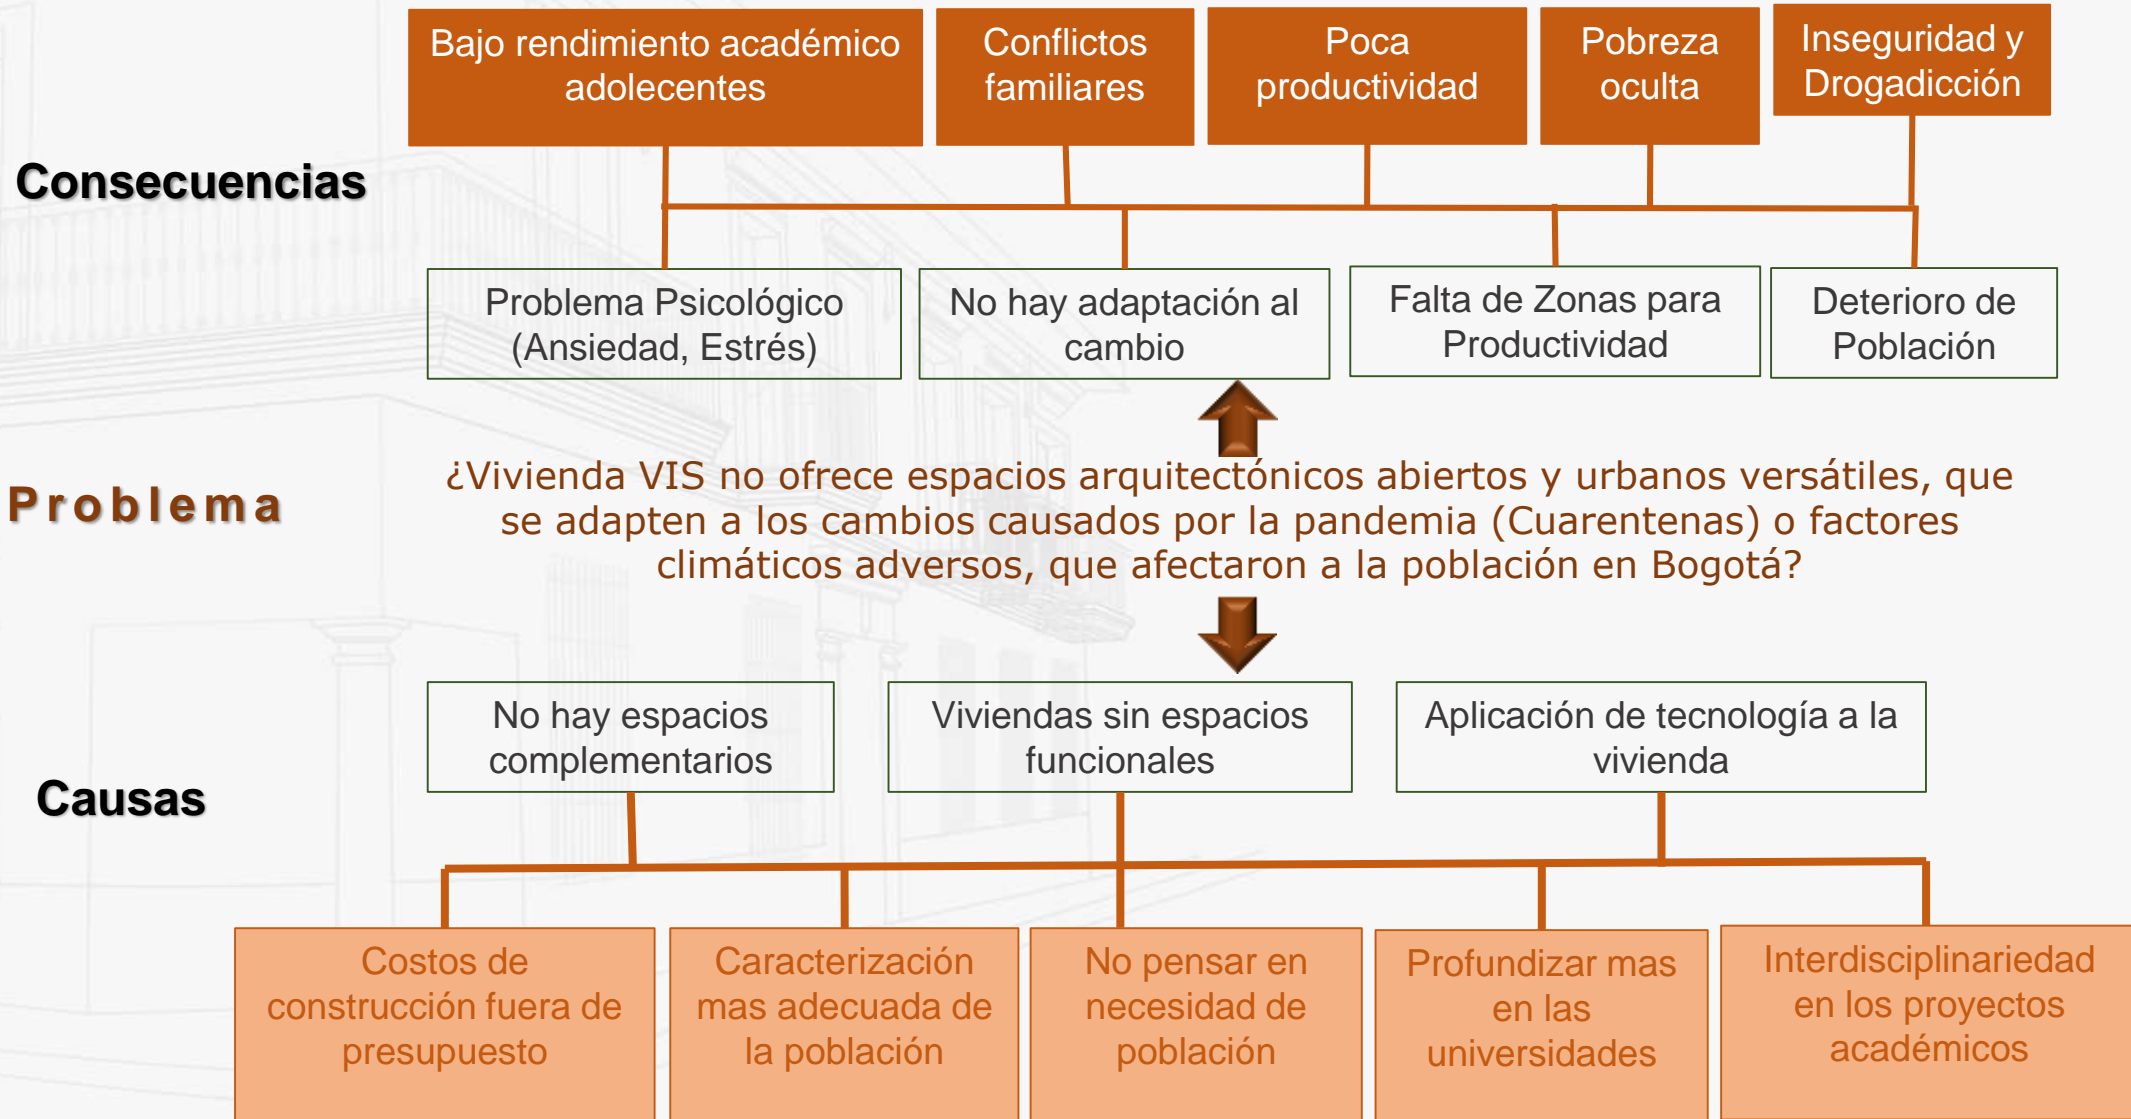 Bajo rendimiento académico
adolecentes
Conflictos
familiares
Poca
productividad
Pobreza
oculta
Inseguridad y
Drogadicción
Consecuencias
Problema Psicológico
(Ansiedad, Estrés)
No hay adaptación al
cambio
Falta de Zonas para
Productividad
Deterioro de
Población
Problema
¿Vivienda VIS no ofrece espacios arquitectónicos abiertos y urbanos versátiles, que
se adapten a los cambios causados por la pandemia (Cuarentenas) o factores
climáticos adversos, que afectaron a la población en Bogotá?
No hay espacios
complementarios
Viviendas sin espacios
funcionales
Aplicación de tecnología a la
vivienda
Causas
Costos de
construcción fuera de
presupuesto
Caracterización
mas adecuada de
la población
No pensar en
necesidad de
población
Profundizar mas
en las
universidades
Interdisciplinariedad
en los proyectos
académicos